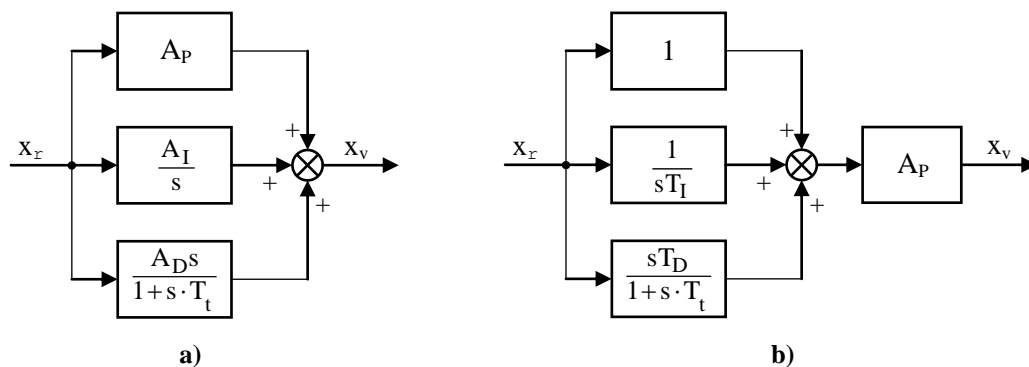 A_P
x_r
A_I
s
+
+
+
x_v
A_D s
1+s·T_t
a)
1
x_r
1
sT_I
+
+
+
A_P
x_v
sT_D
1+s·T_t
b)